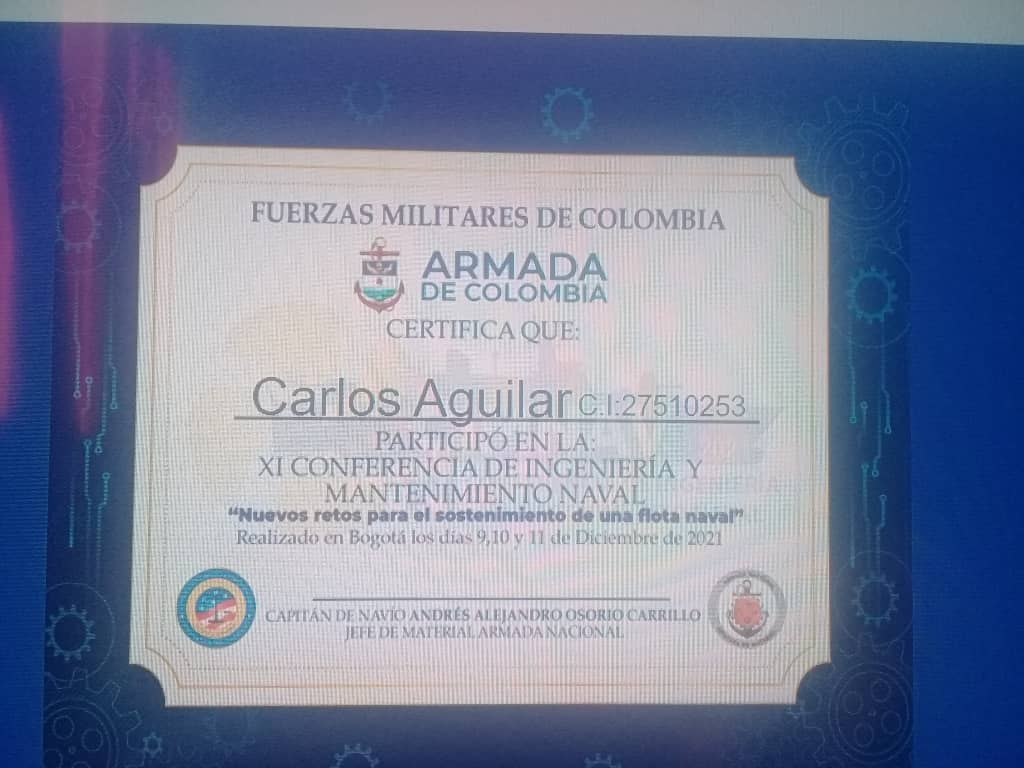 FUERZAS MILITARES DE COLOMBIA
ARMADA
DE COLOMBIA
CERTIFICA QUE:
Carlos Aguilar C.I:27510253
PARTICIPÓ EN LA:
XI CONFERENCIA DE INGENIERÍA Y
MANTENIMIENTO NAVAL
“Nuevos retos para el sostenimiento de una flota naval”
Realizado en Bogotá los días 9,10 y 11 de Diciembre de 2021
CAPITÁN DE NAVÍO ANDRÉS ALEJANDRO OSORIO CARRILLO
JEFE DE MATERIAL ARMADA NACIONAL